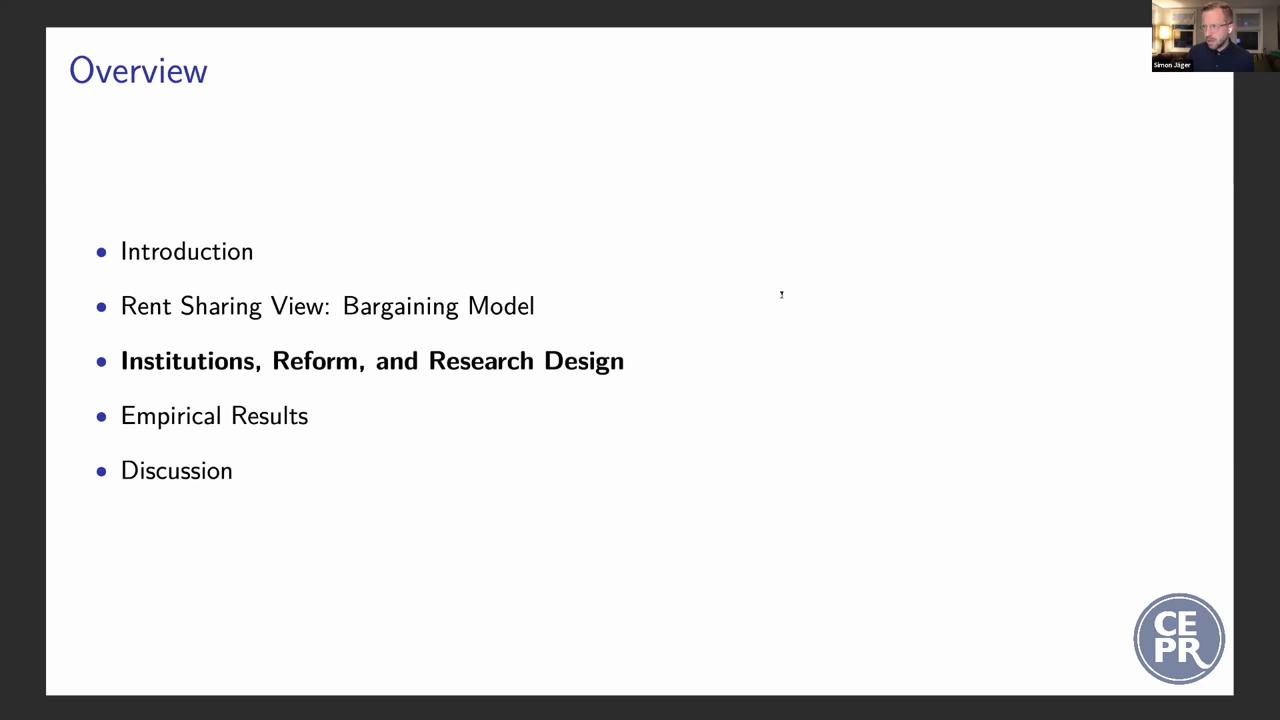 Overview
Simon Jäger
Introduction
Rent Sharing View: Bargaining Model
Institutions, Reform, and Research Design
Empirical Results
Discussion
CE
PR